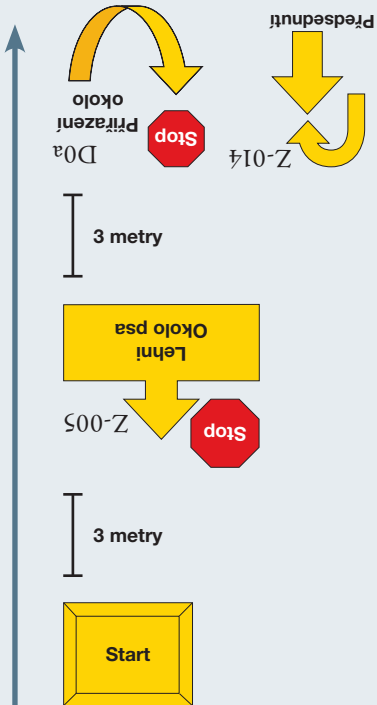 Předsednutí
D0a
Přiřazení
okolo
Stop
Z-014
3 metry
Lehni
Okolo psa
Z-005
Stop
3 metry
Start